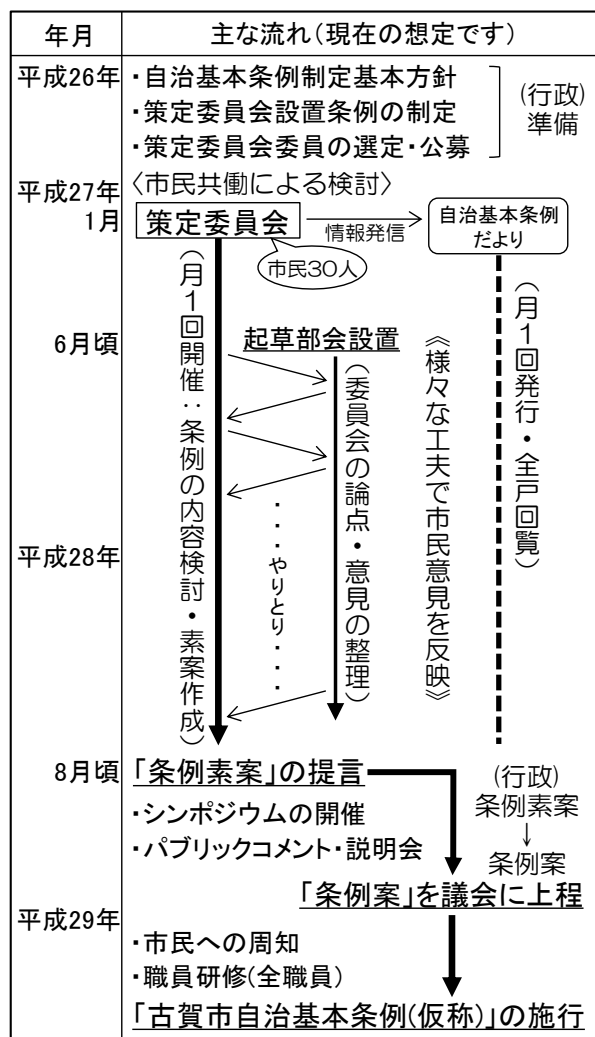 年月
主な流れ(現在の想定です)
平成26年
・自治基本条例制定基本方針
・策定委員会設置条例の制定
・策定委員会委員の選定・公募
(行政)
準備
平成27年
1月
〈市民共働による検討〉
策定委員会
情報発信
自治基本条例
だより
市民30人
(月1回開催:条例の内容検討・素案作成)
6月頃
起草部会設置
(委員会の論点・意見の整理)
・・・・やりとり・・・・
《様々な工夫で市民意見を反映》
(月1回発行・全戸回覧)
平成28年
8月頃
「条例素案」の提言
・シンポジウムの開催
・パブリックコメント・説明会
(行政)
条例素案
↓
条例案
「条例案」を議会に上程
平成29年
・市民への周知
・職員研修(全職員)
「古賀市自治基本条例(仮称)」の施行